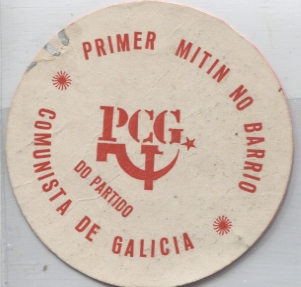 PRIMER MITIN NO BARRIO
PCG
DO PARTIDO
COMUNISTA DE GALICIA